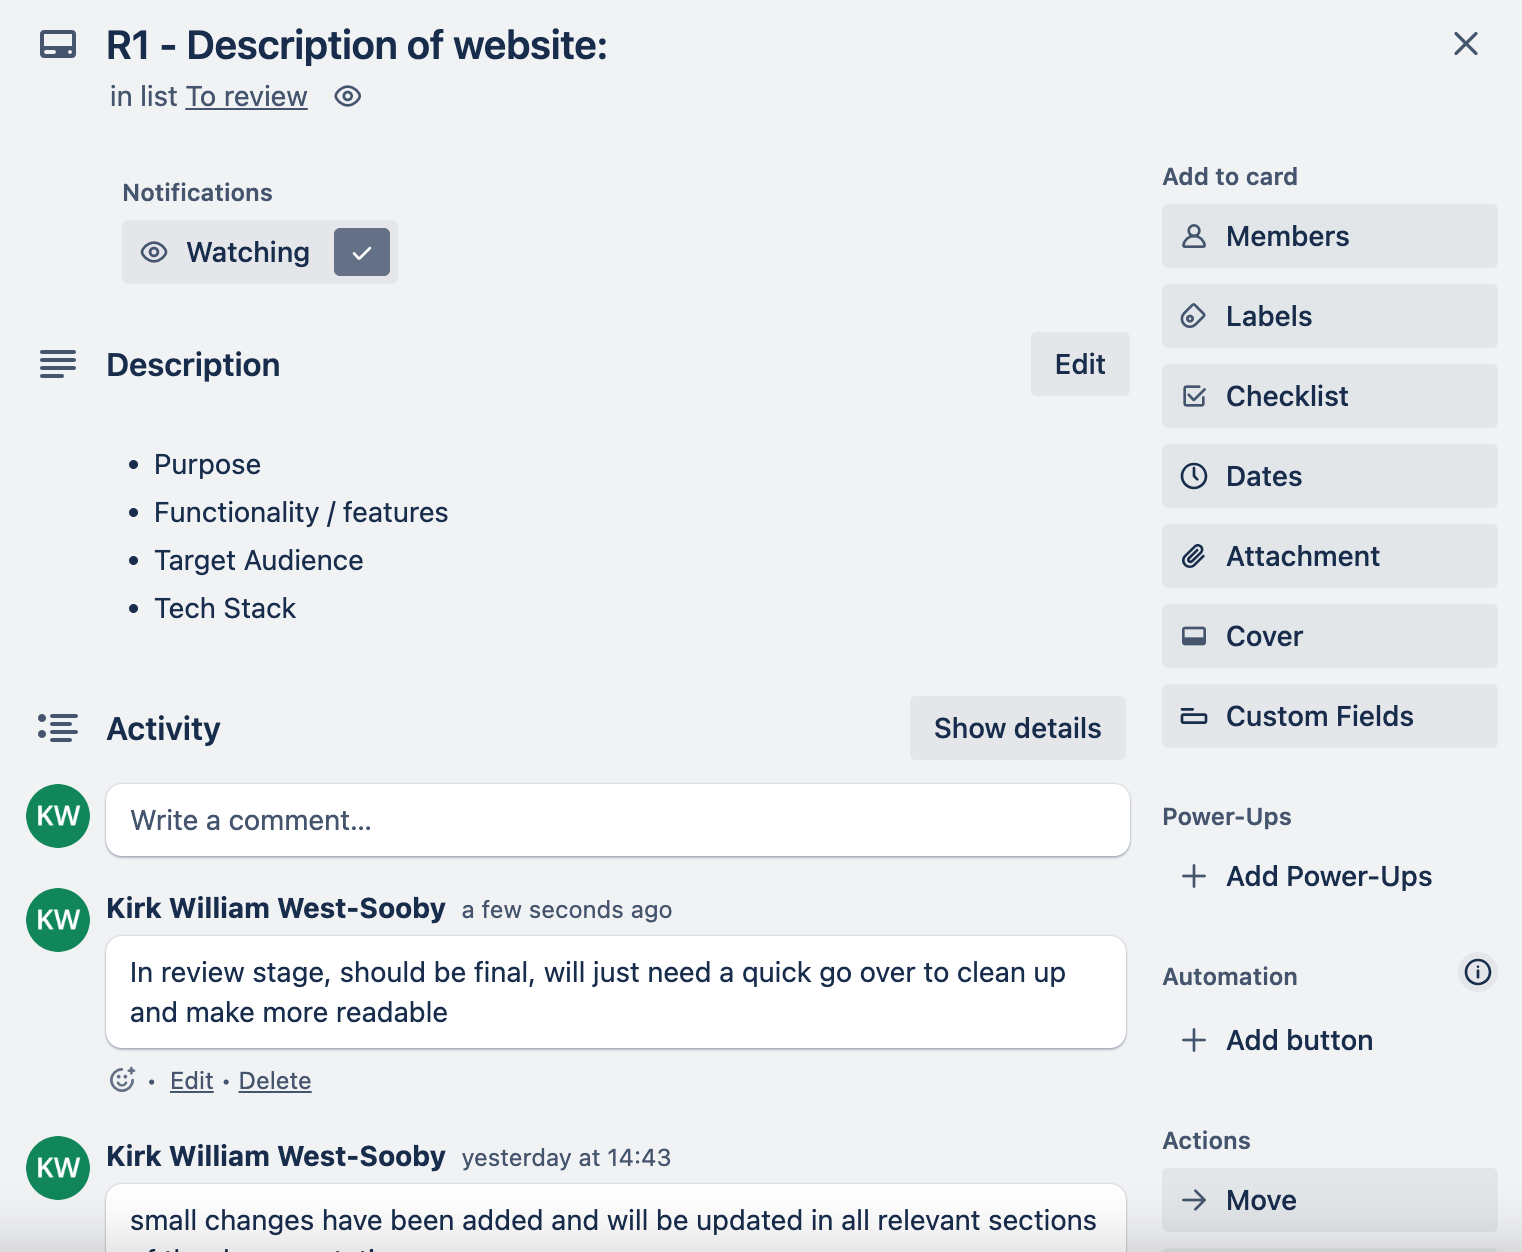 R1 - Description of website:
in list To review
Notifications
Watching
Description
Edit
• Purpose
• Functionality / features
• Target Audience
• Tech Stack
Activity
Show details
KW
Write a comment...
KW
Kirk William West-Sooby a few seconds ago
In review stage, should be final, will just need a quick go over to clean up
and make more readable
• Edit • Delete
KW
Kirk William West-Sooby yesterday at 14:43
small changes have been added and will be updated in all relevant sections
Add to card
Members
Labels
Checklist
Dates
Attachment
Cover
Custom Fields
Power-Ups
Add Power-Ups
Automation
Add button
Actions
Move